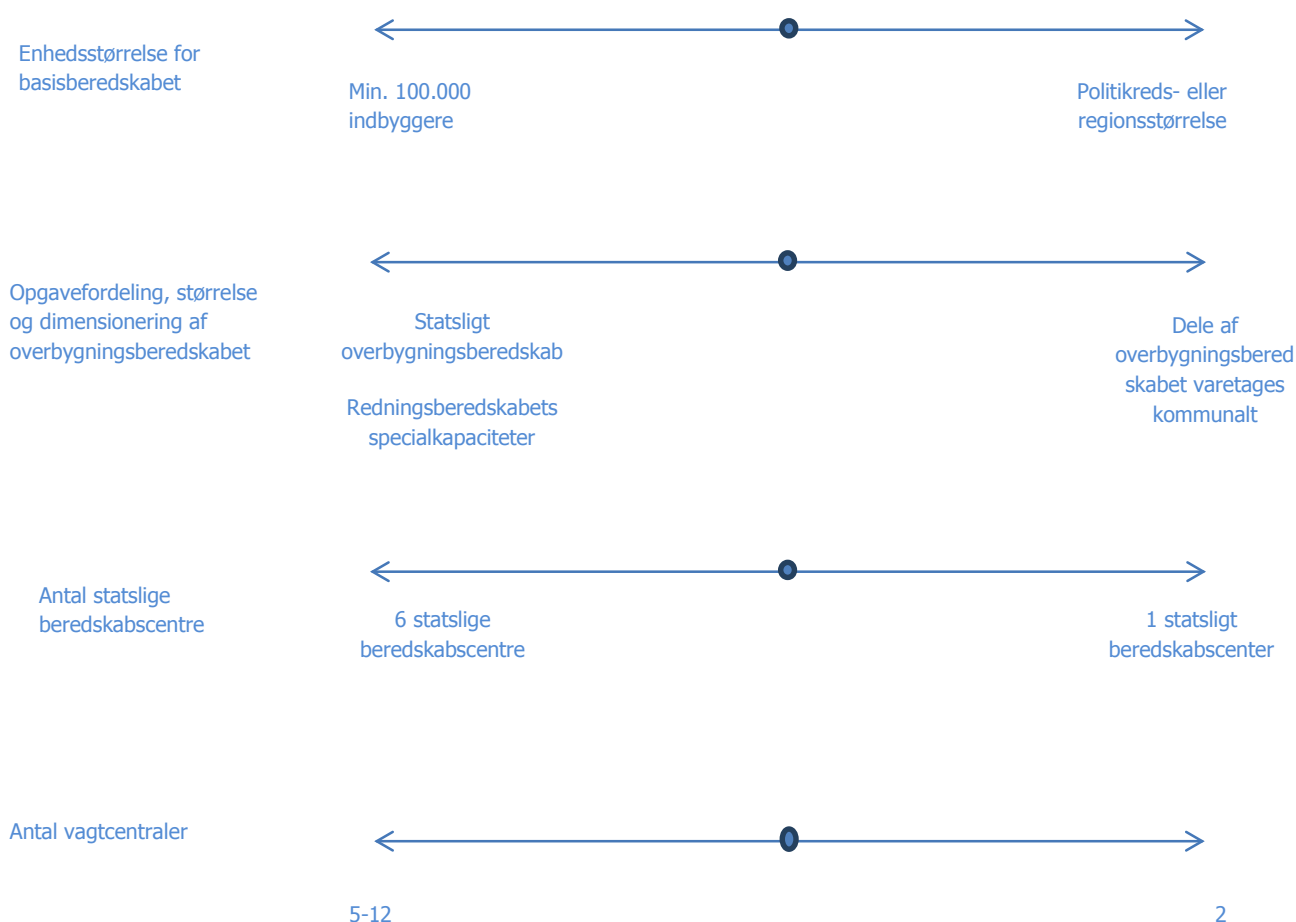 Enhedsstørrelse for
basisberedskabet
Min. 100.000
indbyggere
Politikreds- eller
regionsstørrelse
Opgavefordeling, størrelse
og dimensionering af
overbygningsberedskabet
Statsligt
overbygningsberedskab
Redningsberedskabets
specialkapaciteter
Dele af
overbygningsbered
skabet varetages
kommunalt
Antal statslige
beredskabscentre
6 statslige
beredskabscentre
1 statsligt
beredskabscenter
Antal vagtcentraler
5-12
2